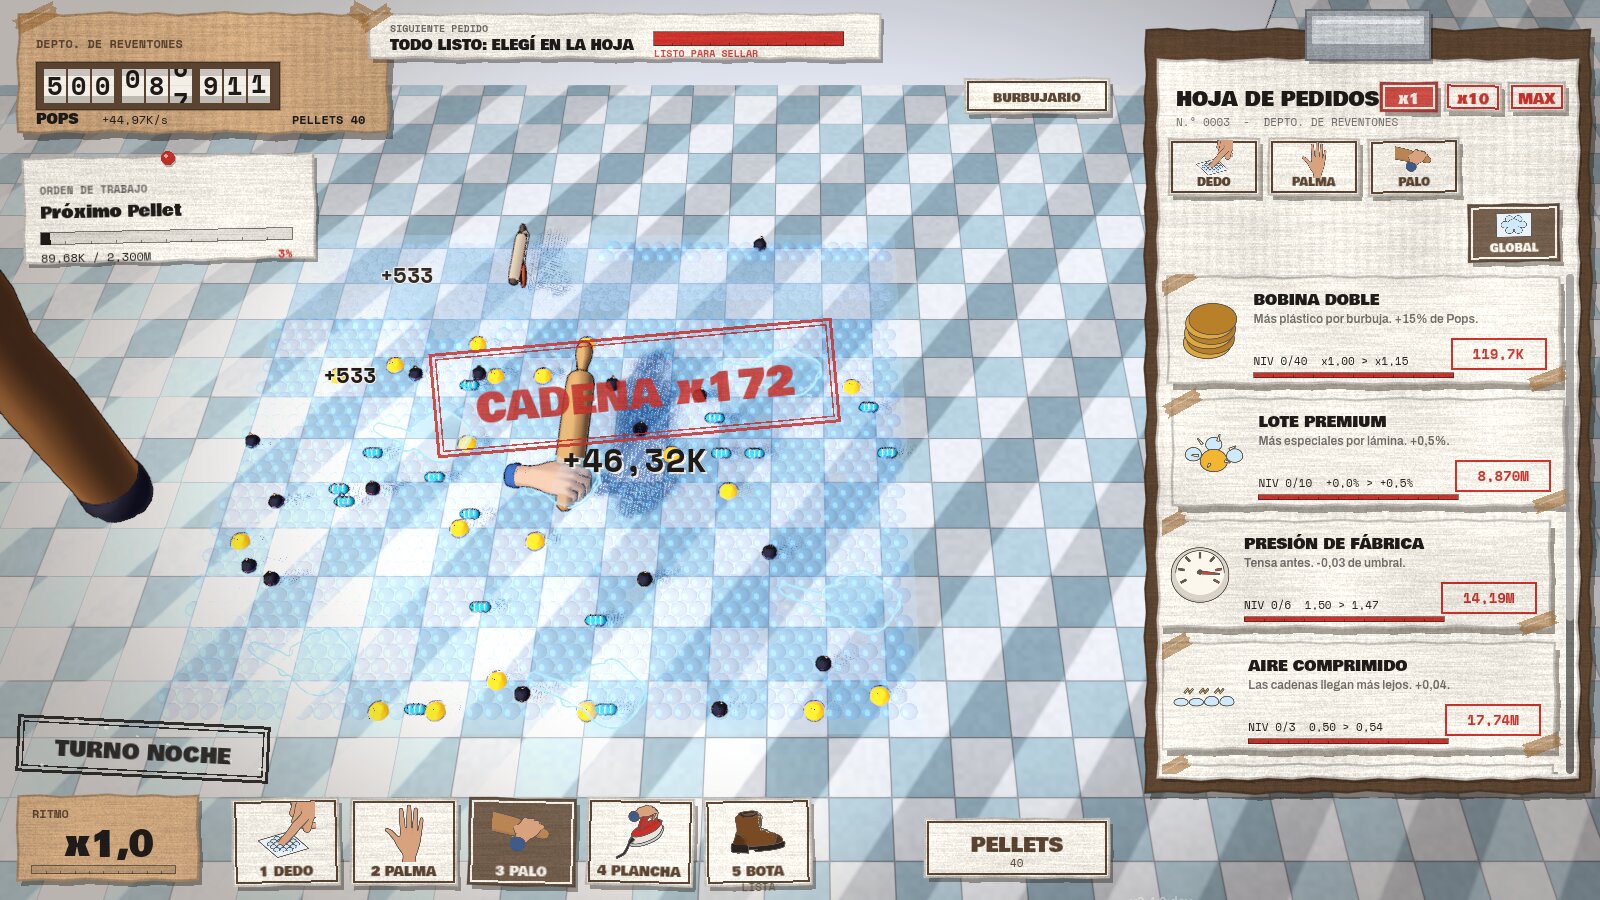 DEPTO. DE REVENTONES
POPS +44,97K/s PELLETS 40
SIGUIENTE PEDIDO
TODO LISTO: ELEGÍ EN LA HOJA
LISTO PARA SELLAR
BURBUJARIO
ORDEN DE TRABAJO
Próximo Pellet
89,68K / 2,300M 3%
+533
+533
CADENA x172
+46,32K
TURNO NOCHE
RITMO
x1,0
1 DEDO
2 PALMA
3 PALO
4 PLANCHA
5 BOTA
LISTA
PELLETS
40
HOJA DE PEDIDOS x1 x10 MAX
N.° 0003 - DEPTO. DE REVENTONES
DEDO PALMA PALO
GLOBAL
BOBINA DOBLE
Más plástico por burbuja. +15% de Pops.
NIV 0/40 x1,00 > x1,15 119,7K
LOTE PREMIUM
Más especiales por lámina. +0,5%.
NIV 0/10 +0,0% > +0,5% 8,870M
PRESIÓN DE FÁBRICA
Tensa antes. -0,03 de umbral.
NIV 0/6 1,50 > 1,47 14,19M
AIRE COMPRIMIDO
Las cadenas llegan más lejos. +0,04.
NIV 0/3 0,50 > 0,54 17,74M